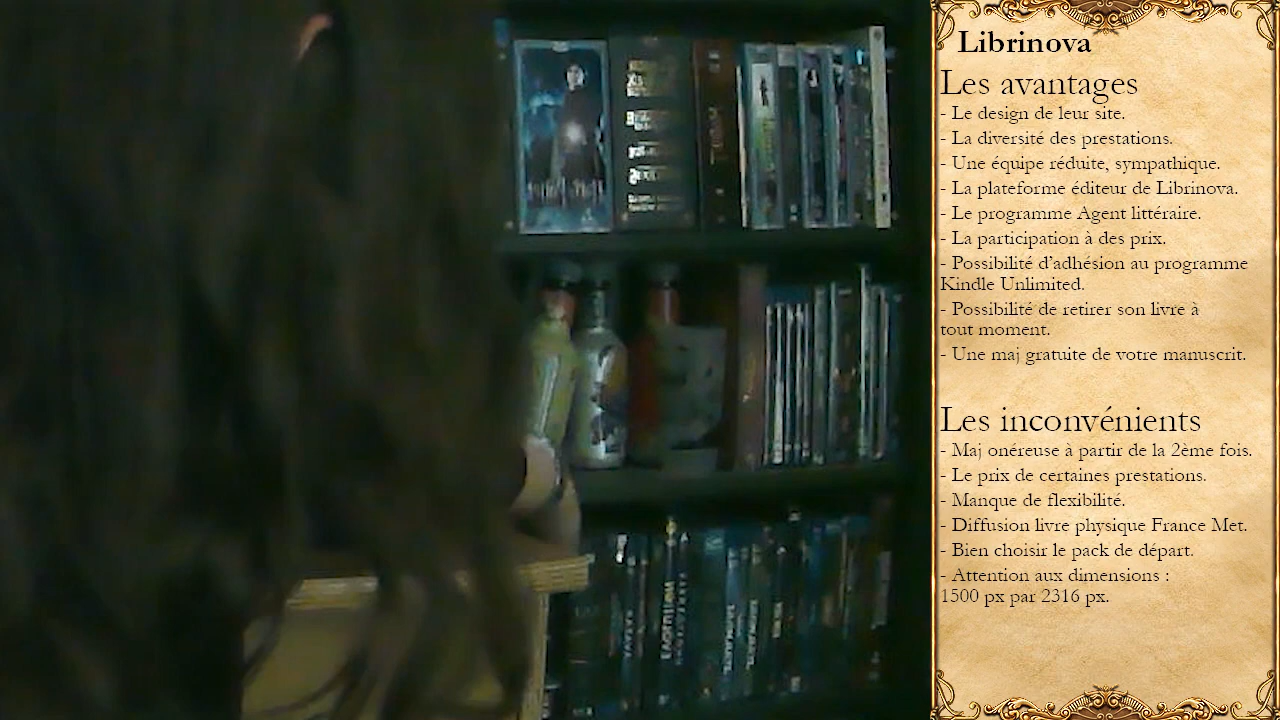 Librinova
Les avantages
- Le design de leur site.
- La diversité des prestations.
- Une équipe réduite, sympathique.
- La plateforme éditeur de Librinova.
- Le programme Agent littéraire.
- La participation à des prix.
- Possibilité d'adhésion au programme
Kindle Unlimited.
- Possibilité de retirer son livre à
tout moment.
- Une maj gratuite de votre manuscrit.
Les inconvénients
- Maj onéreuse à partir de la 2ème fois.
- Le prix de certaines prestations.
- Manque de flexibilité.
- Diffusion livre physique France Met.
- Bien choisir le pack de départ.
- Attention aux dimensions :
1500 px par 2316 px.